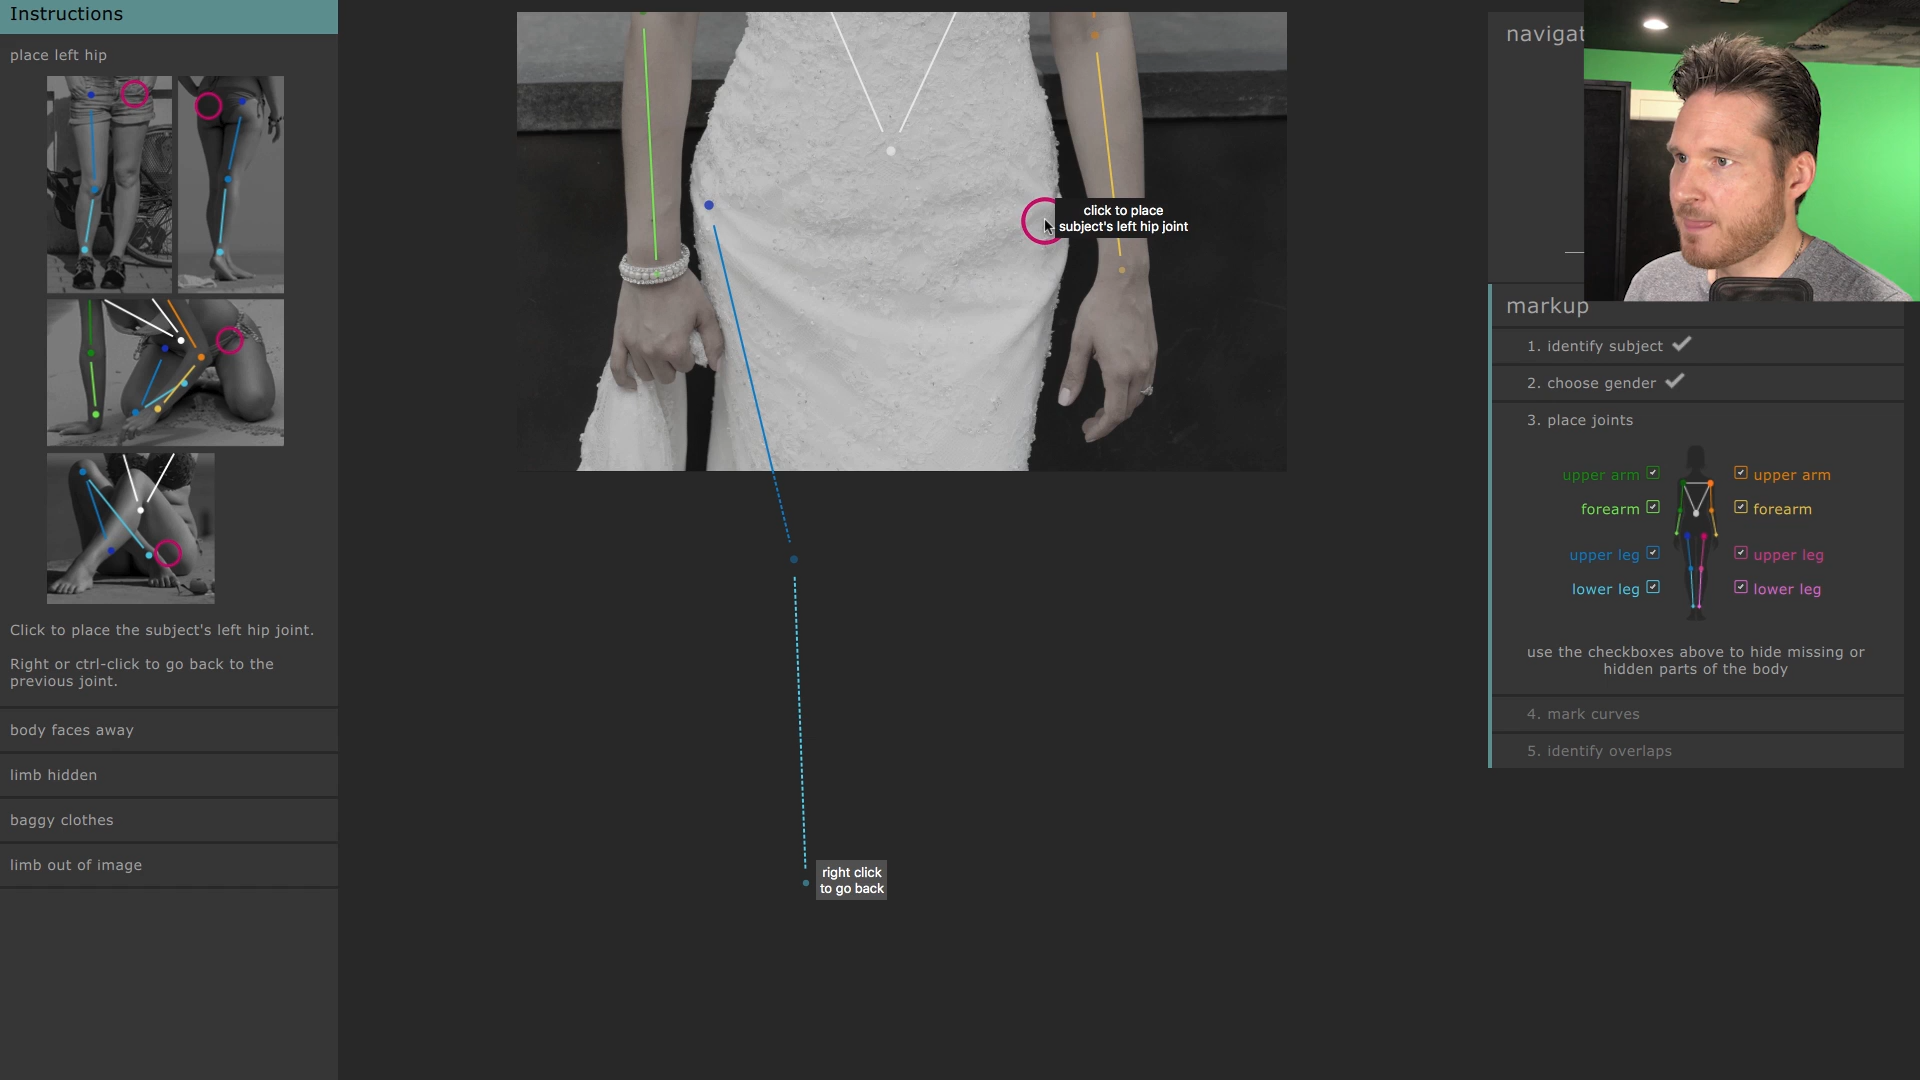 Instructions
place left hip
Click to place the subject's left hip joint.
Right or ctrl-click to go back to the
previous joint.
body faces away
limb hidden
baggy clothes
limb out of image
click to place
subject's left hip joint
right click
to go back
navigat
markup
1. identify subject
2. choose gender
3. place joints
upper arm
upper arm
forearm
forearm
upper leg
upper leg
lower leg
lower leg
use the checkboxes above to hide missing or
hidden parts of the body
4. mark curves
5. identify overlaps